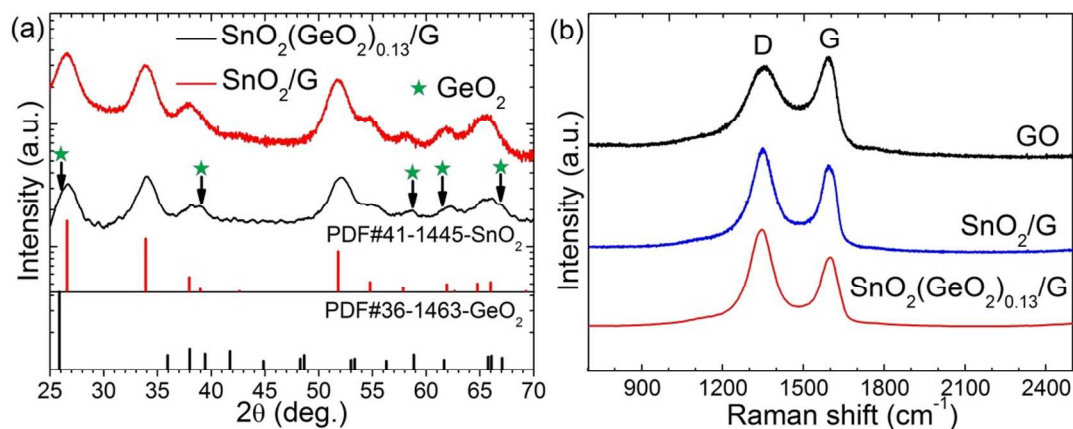 (a)
SnO₂(GeO₂)₀.₁₃/G
SnO₂/G
GeO₂
PDF#41-1445-SnO₂
PDF#36-1463-GeO₂
Intensity (a.u.)
25 30 35 40 45 50 55 60 65 70
2θ (deg.)
(b)
D G
GO
SnO₂/G
SnO₂(GeO₂)₀.₁₃/G
Intensity (a.u.)
900 1200 1500 1800 2100 2400
Raman shift (cm⁻¹)